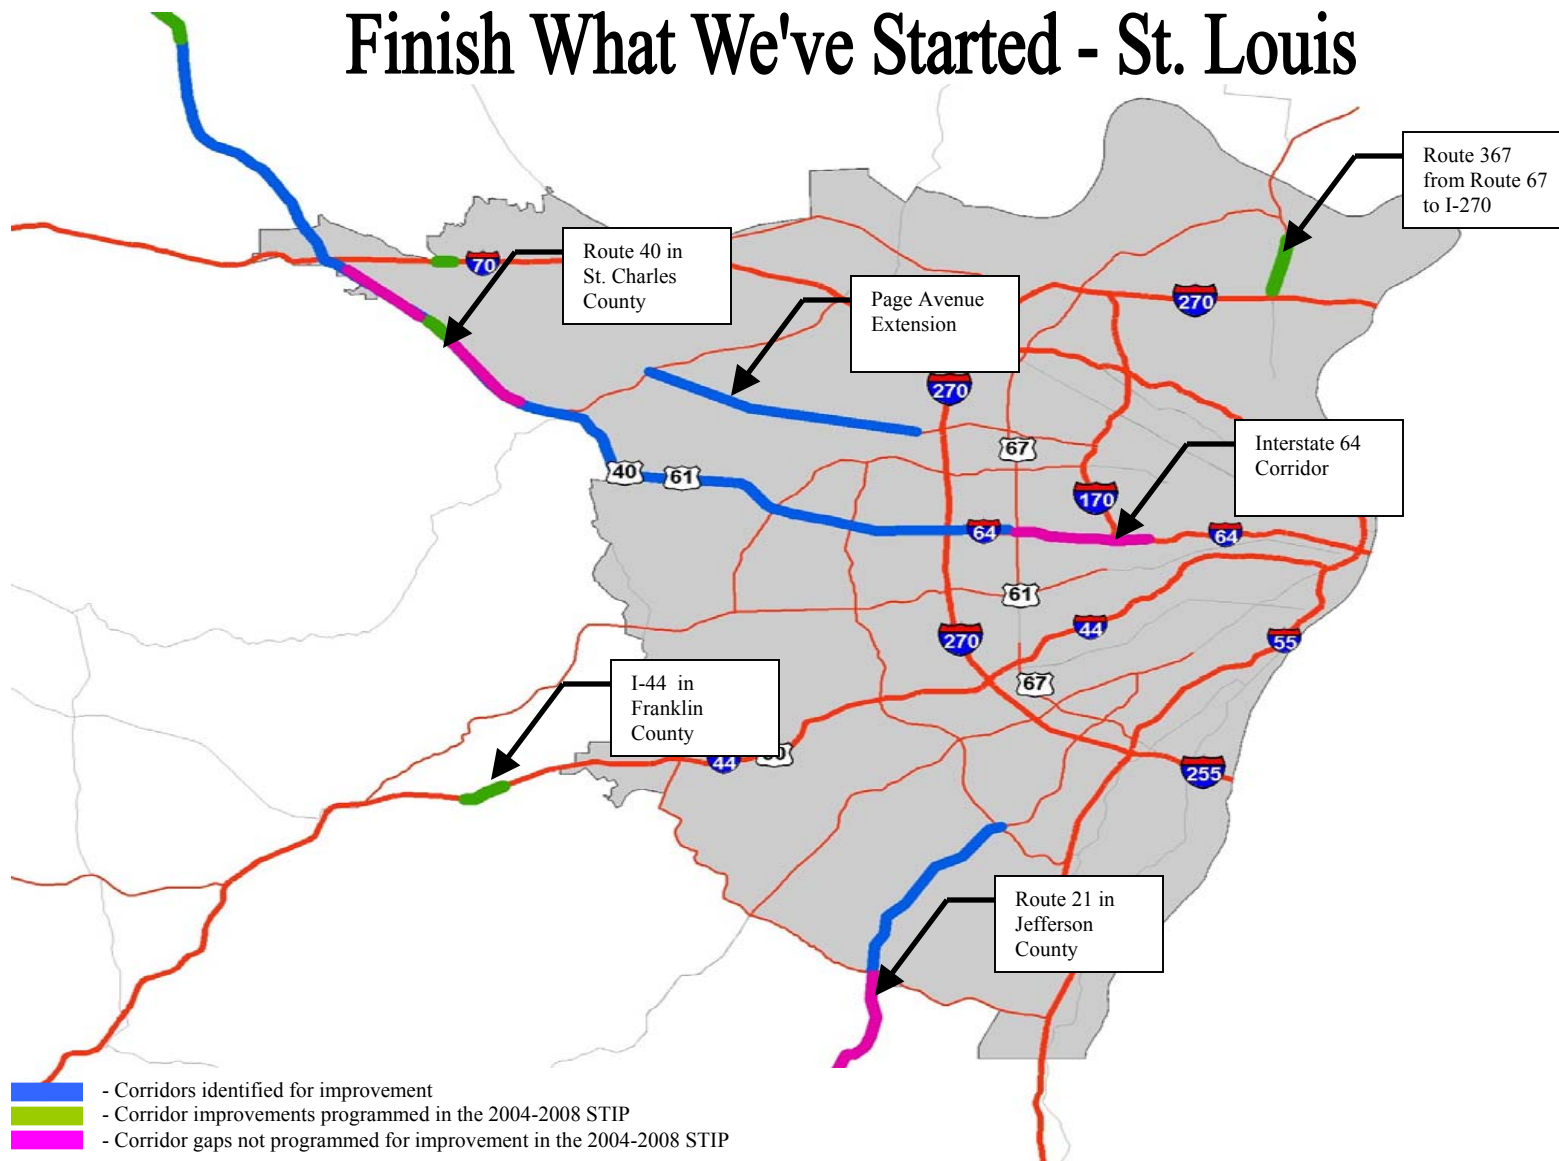 Finish What We've Started - St. Louis
Route 367
from Route 67
to I-270
Route 40 in
St. Charles
County
70
Page Avenue
Extension
270
270
67
Interstate 64
Corridor
40
61
170
64
64
61
270
44
55
67
I-44 in
Franklin
County
44
255
Route 21 in
Jefferson
County
- Corridors identified for improvement
- Corridor improvements programmed in the 2004-2008 STIP
- Corridor gaps not programmed for improvement in the 2004-2008 STIP